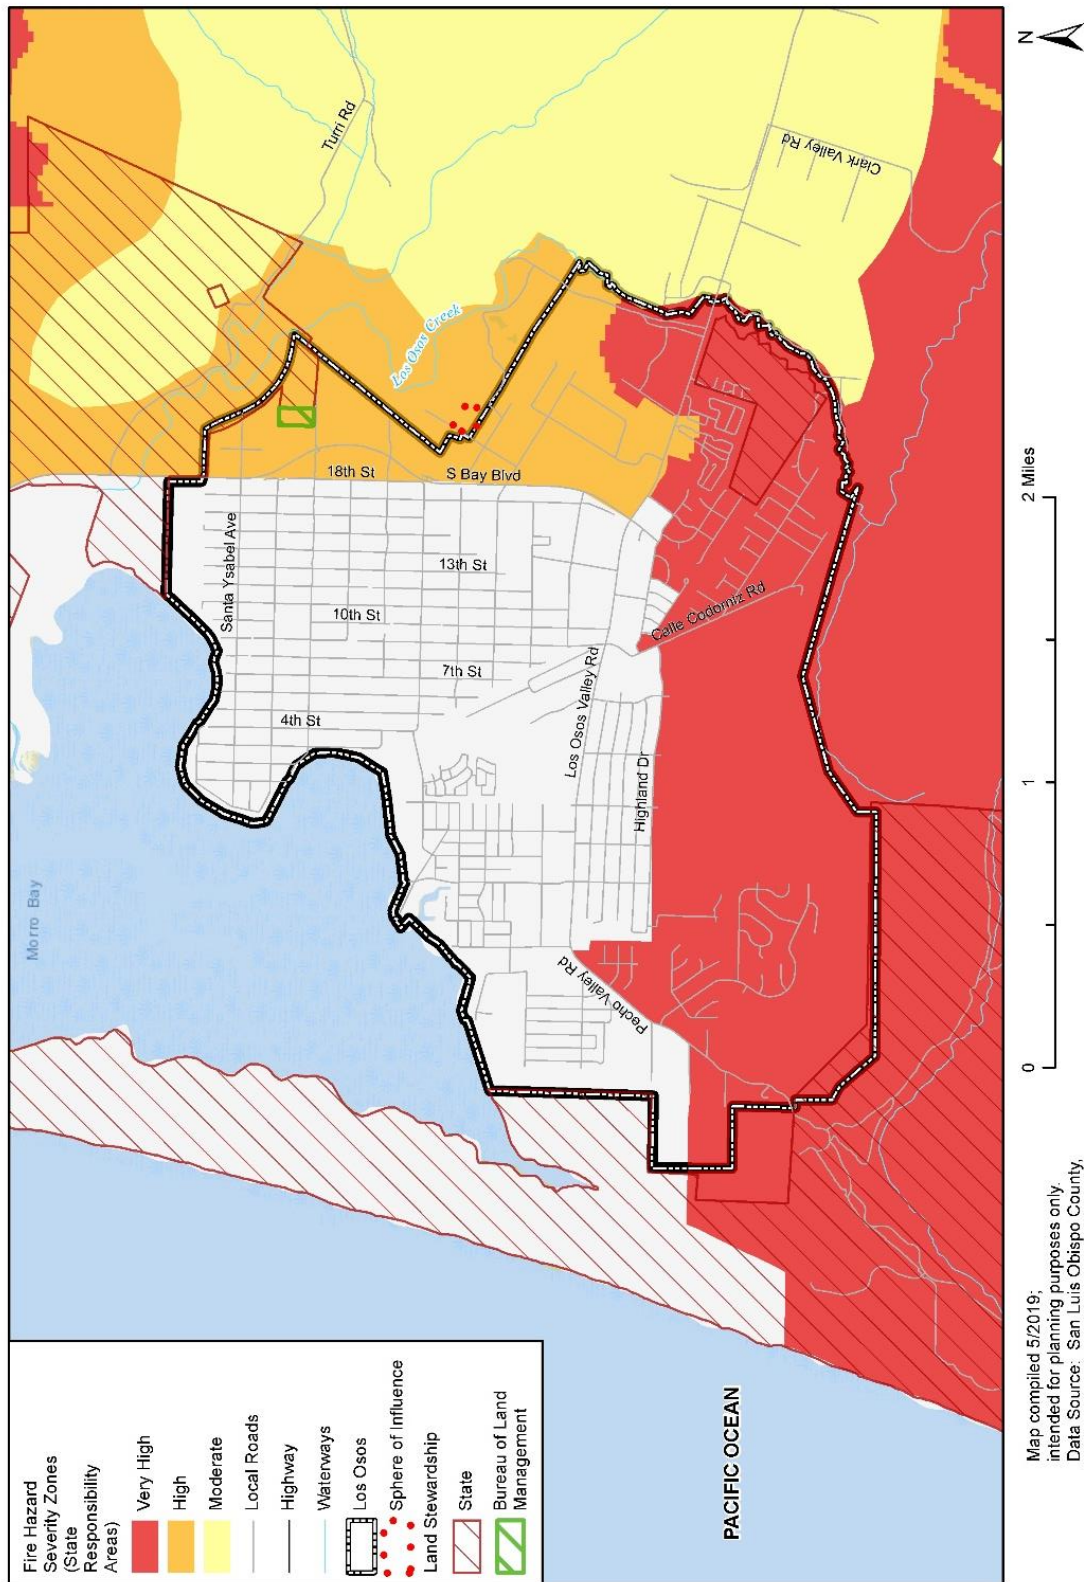 Fire Hazard
Severity Zones
(State
Responsibility
Areas)
Very High
High
Moderate
Local Roads
Highway
Waterways
Los Osos
Sphere of Influence
Land Stewardship
State
Bureau of Land
Management
Morro Bay
PACIFIC OCEAN
Turri Rd
Los Osos Creek
Clark Valley Rd
Santa Ysabel Ave
18th St
S Bay Blvd
13th St
10th St
7th St
4th St
Los Osos Valley Rd
Calle Codorniz Rd
Highland Dr
Pecho Valley Rd
N
0 1 2 Miles
Map compiled 5/2019;
intended for planning purposes only.
Data Source: San Luis Obispo County,